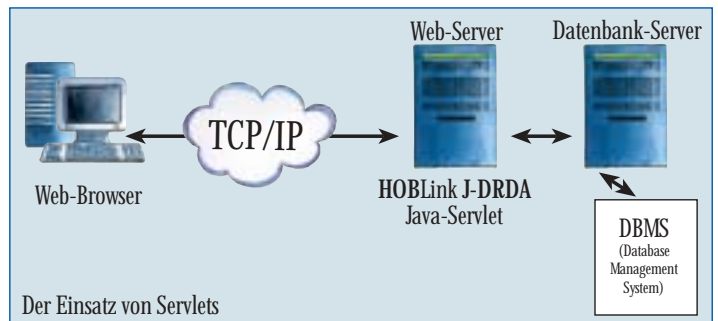 Web-Server
Datenbank-Server
TCP/IP
Web-Browser
HOBLink J-DRDA
Java-Servlet
DBMS
(Database
Management
System)
Der Einsatz von Servlets